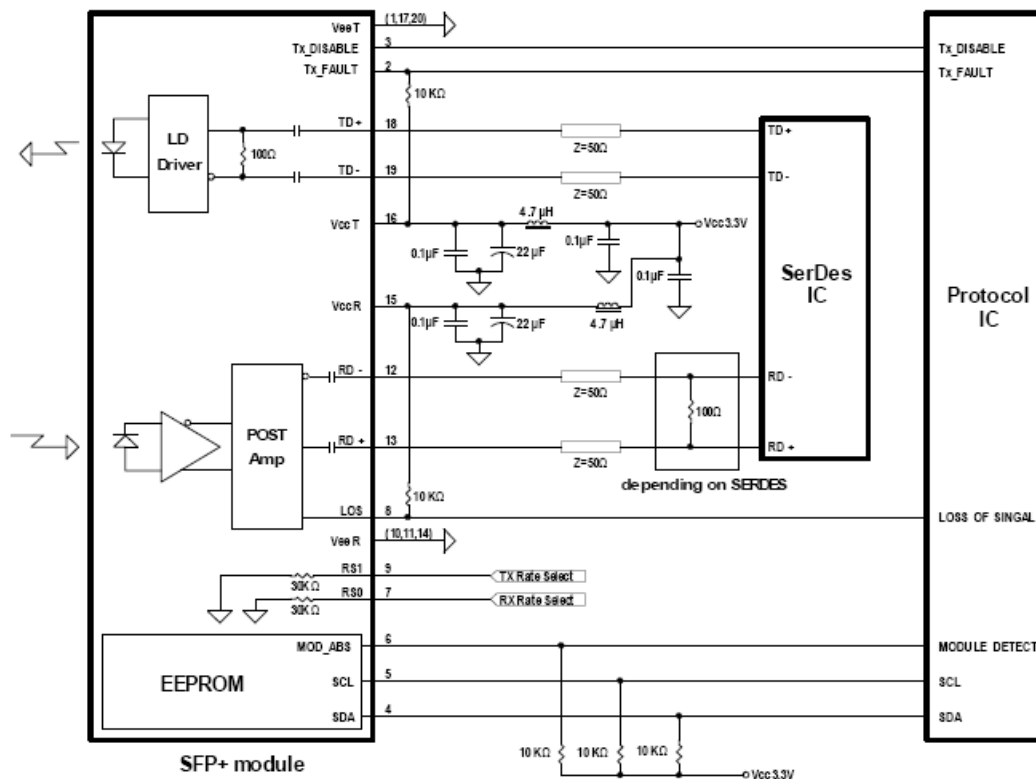 VeeT
(1,17,20)
Tx_DISABLE
3
Tx_DISABLE
Tx_FAULT
2
Tx_FAULT
10 KΩ
LD
Driver
100Ω
TD+
18
Z=50Ω
TD+
TD-
19
Z=50Ω
TD-
VccT
16
4.7 μH
Vcc3.3V
0.1μF
22 μF
0.1μF
0.1μF
SerDes
IC
Protocol
IC
VccR
15
0.1μF
22 μF
4.7 μH
RD -
12
Z=50Ω
RD -
100Ω
POST
Amp
RD +
13
Z=50Ω
RD +
depending on SERDES
10 KΩ
LOS
8
LOSS OF SINGAL
VeeR
(10,11,14)
RS1
9
TX Rate Select
30KΩ
RS0
7
RX Rate Select
30KΩ
MOD_ABS
6
MODULE DETECT
EEPROM
SCL
5
SCL
SDA
4
SDA
10 KΩ
10 KΩ
10 KΩ
Vcc3.3V
SFP+ module